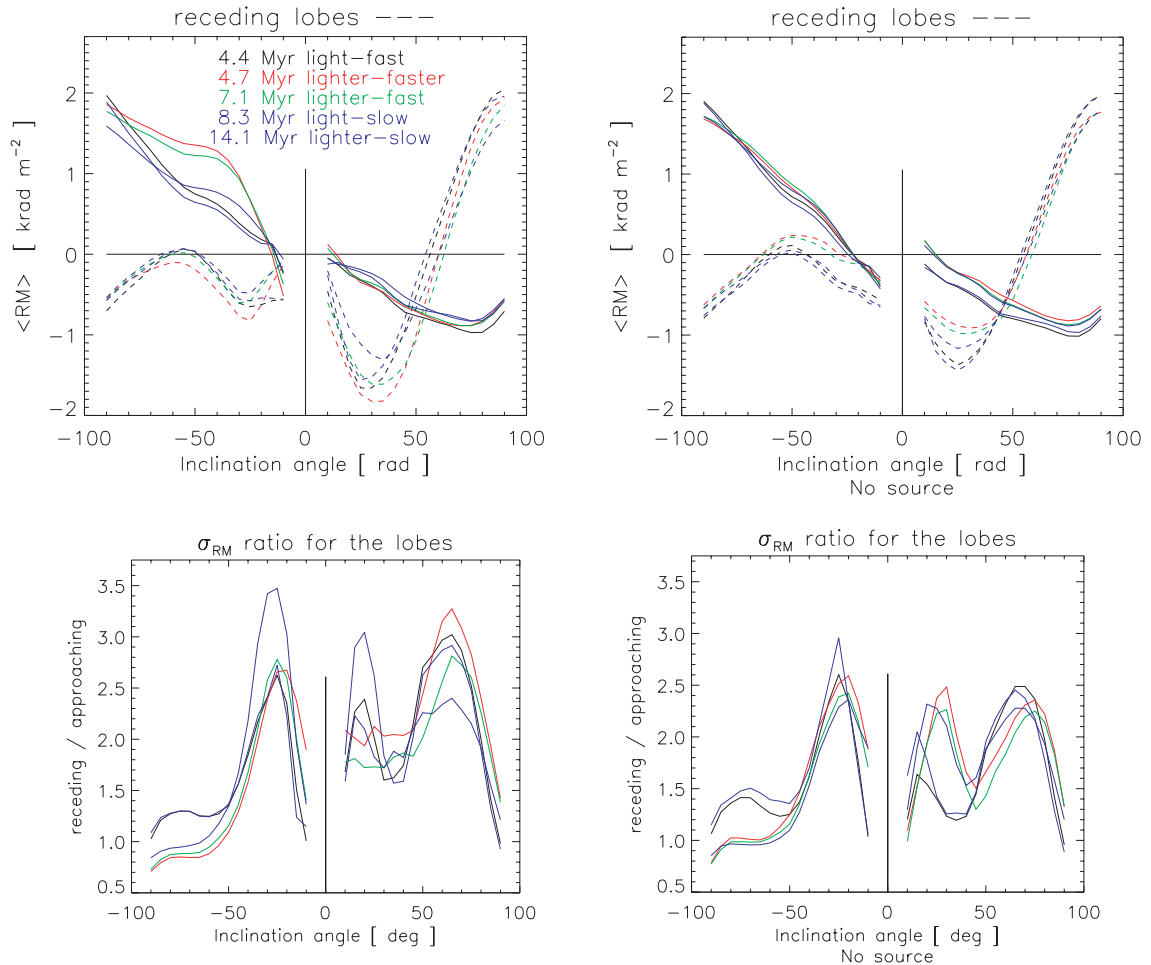 receding lobes – – –
4.4 Myr light-fast
4.7 Myr lighter-faster
7.1 Myr lighter-fast
8.3 Myr light-slow
14.1 Myr lighter-slow
<RM> [ krad m⁻² ]
2
1
0
-1
-2
-100 -50 0 50 100
Inclination angle [ rad ]
receding lobes – – –
<RM> [ krad m⁻² ]
2
1
0
-1
-2
-100 -50 0 50 100
Inclination angle [ rad ]
No source
σRM ratio for the lobes
receding / approaching
3.5
3.0
2.5
2.0
1.5
1.0
0.5
-100 -50 0 50 100
Inclination angle [ deg ]
σRM ratio for the lobes
receding / approaching
3.5
3.0
2.5
2.0
1.5
1.0
0.5
-100 -50 0 50 100
Inclination angle [ deg ]
No source